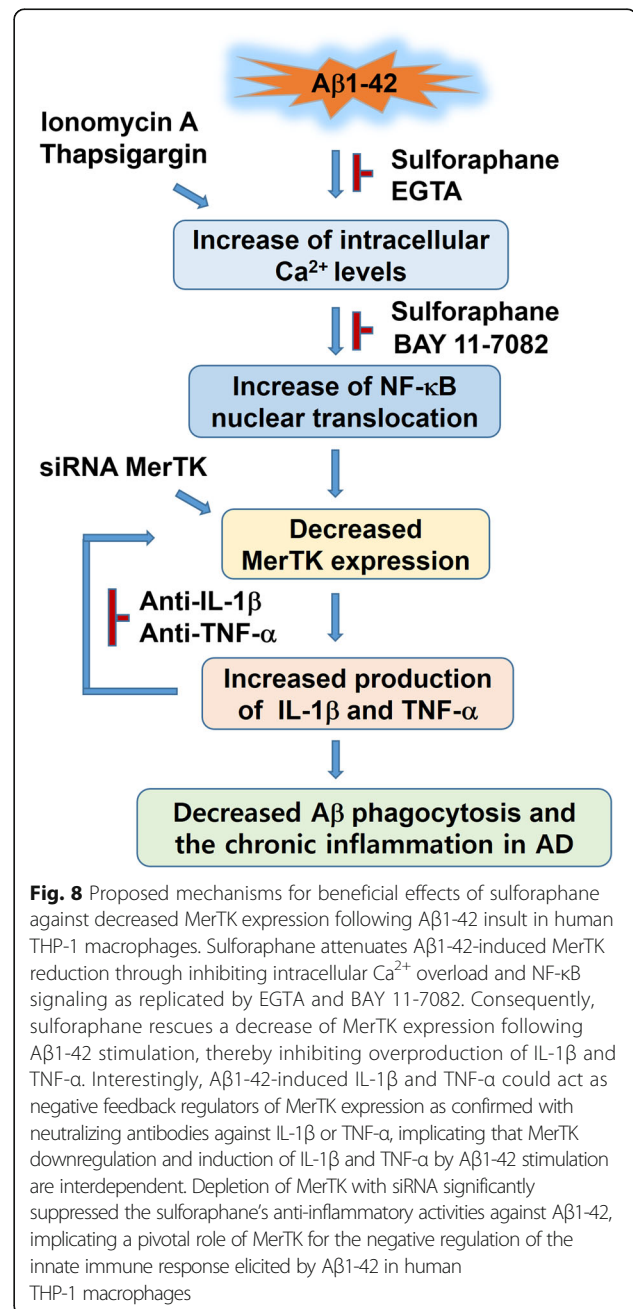 Aβ1-42
Ionomycin A
Thapsigargin
Sulforaphane
EGTA
Increase of intracellular
Ca²⁺ levels
Sulforaphane
BAY 11-7082
Increase of NF-κB
nuclear translocation
siRNA MerTK
Decreased
MerTK expression
Anti-IL-1β
Anti-TNF-α
Increased production
of IL-1β and TNF-α
Decreased Aβ phagocytosis and
the chronic inflammation in AD
Fig. 8 Proposed mechanisms for beneficial effects of sulforaphane
against decreased MerTK expression following Aβ1-42 insult in human
THP-1 macrophages. Sulforaphane attenuates Aβ1-42-induced MerTK
reduction through inhibiting intracellular Ca²⁺ overload and NF-κB
signaling as replicated by EGTA and BAY 11-7082. Consequently,
sulforaphane rescues a decrease of MerTK expression following
Aβ1-42 stimulation, thereby inhibiting overproduction of IL-1β and
TNF-α. Interestingly, Aβ1-42-induced IL-1β and TNF-α could act as
negative feedback regulators of MerTK expression as confirmed with
neutralizing antibodies against IL-1β or TNF-α, implicating that MerTK
downregulation and induction of IL-1β and TNF-α by Aβ1-42 stimulation
are interdependent. Depletion of MerTK with siRNA significantly
suppressed the sulforaphane's anti-inflammatory activities against Aβ1-42,
implicating a pivotal role of MerTK for the negative regulation of the
innate immune response elicited by Aβ1-42 in human
THP-1 macrophages